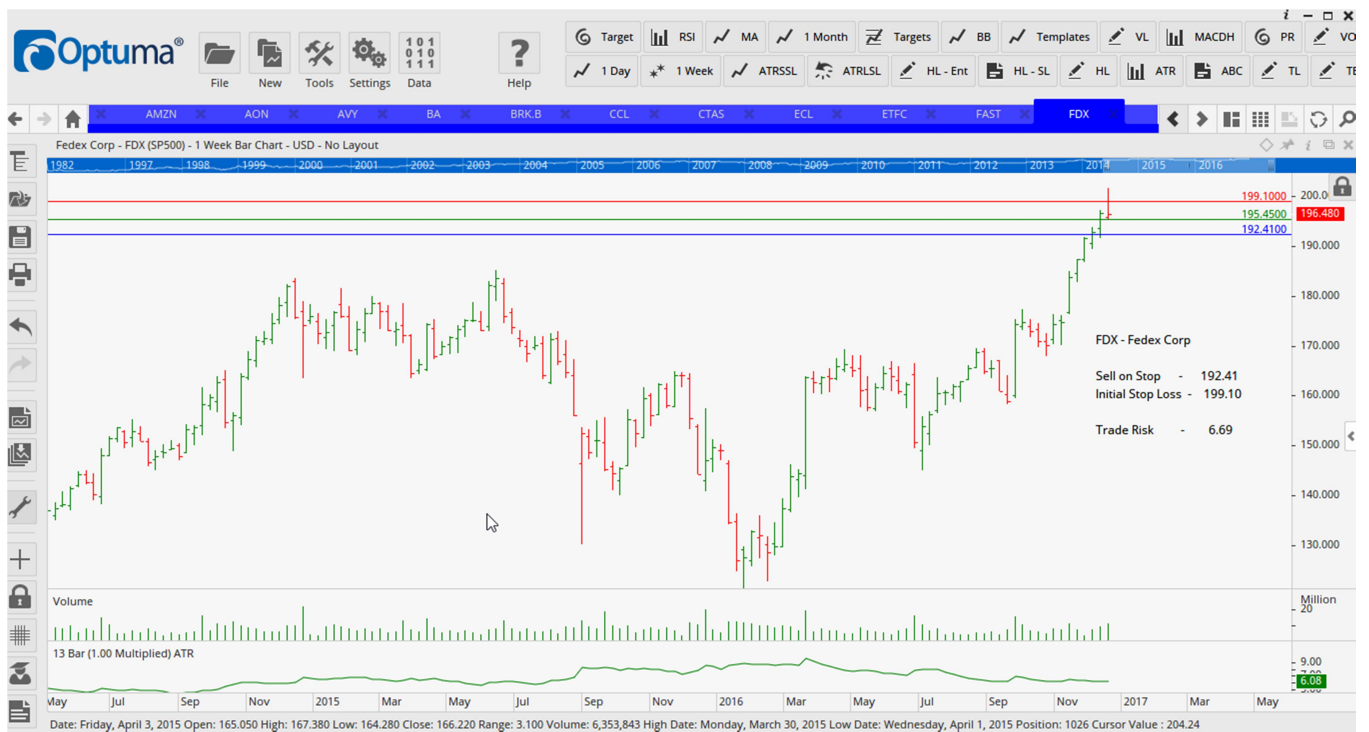 i
Optuma®
File
New
Tools
Settings
101
010
111
Data
?
Help
Target RSI MA 1 Month Targets BB Templates VL MACDH PR
1 Day 1 Week ATRSSL ATRLSL HL - Ent HL - SL HL ATR ABC TL
AMZN AON AVY BA BRK.B CCL CTAS ECL ETFC FAST FDX
Fedex Corp - FDX (SP500) - 1 Week Bar Chart - USD - No Layout
1982 1997 1998 1999 2000 2001 2002 2003 2004 2005 2006 2007 2008 2009 2010 2011 2012 2013 2014 2015 2016
199.1000
195.4500
196.480
192.4100
190.000
180.000
170.000
160.000
150.000
140.000
130.000
FDX - Fedex Corp
Sell on Stop - 192.41
Initial Stop Loss - 199.10
Trade Risk - 6.69
Volume
Million
20
13 Bar (1.00 Multiplied) ATR
9.00
6.08
May Jul Sep Nov 2015 Mar May Jul Sep Nov 2016 Mar May Jul Sep Nov 2017 Mar May
Date: Friday, April 3, 2015 Open: 165.050 High: 167.380 Low: 164.280 Close: 166.220 Range: 3.100 Volume: 6,353,843 High Date: Monday, March 30, 2015 Low Date: Wednesday, April 1, 2015 Position: 1026 Cursor Value : 204.24